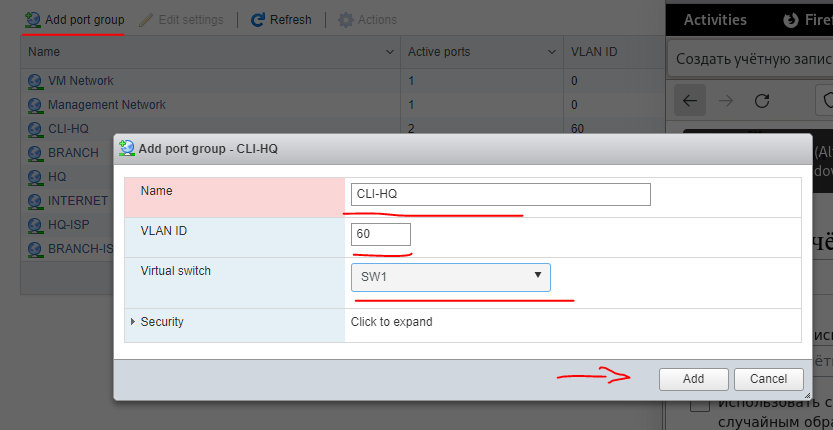 Add port group Edit settings Refresh Actions
Activities Firef
Name Active ports VLAN ID
Создать учётную запис
VM Network 1 0
Management Network 1 0
CLI-HQ 2 60
BRANCH
HQ
INTERNET
HQ-ISP
BRANCH-IS
Add port group - CLI-HQ
Name CLI-HQ
VLAN ID 60
Virtual switch SW1
Security Click to expand
Add Cancel
Использовать с
случайным обра